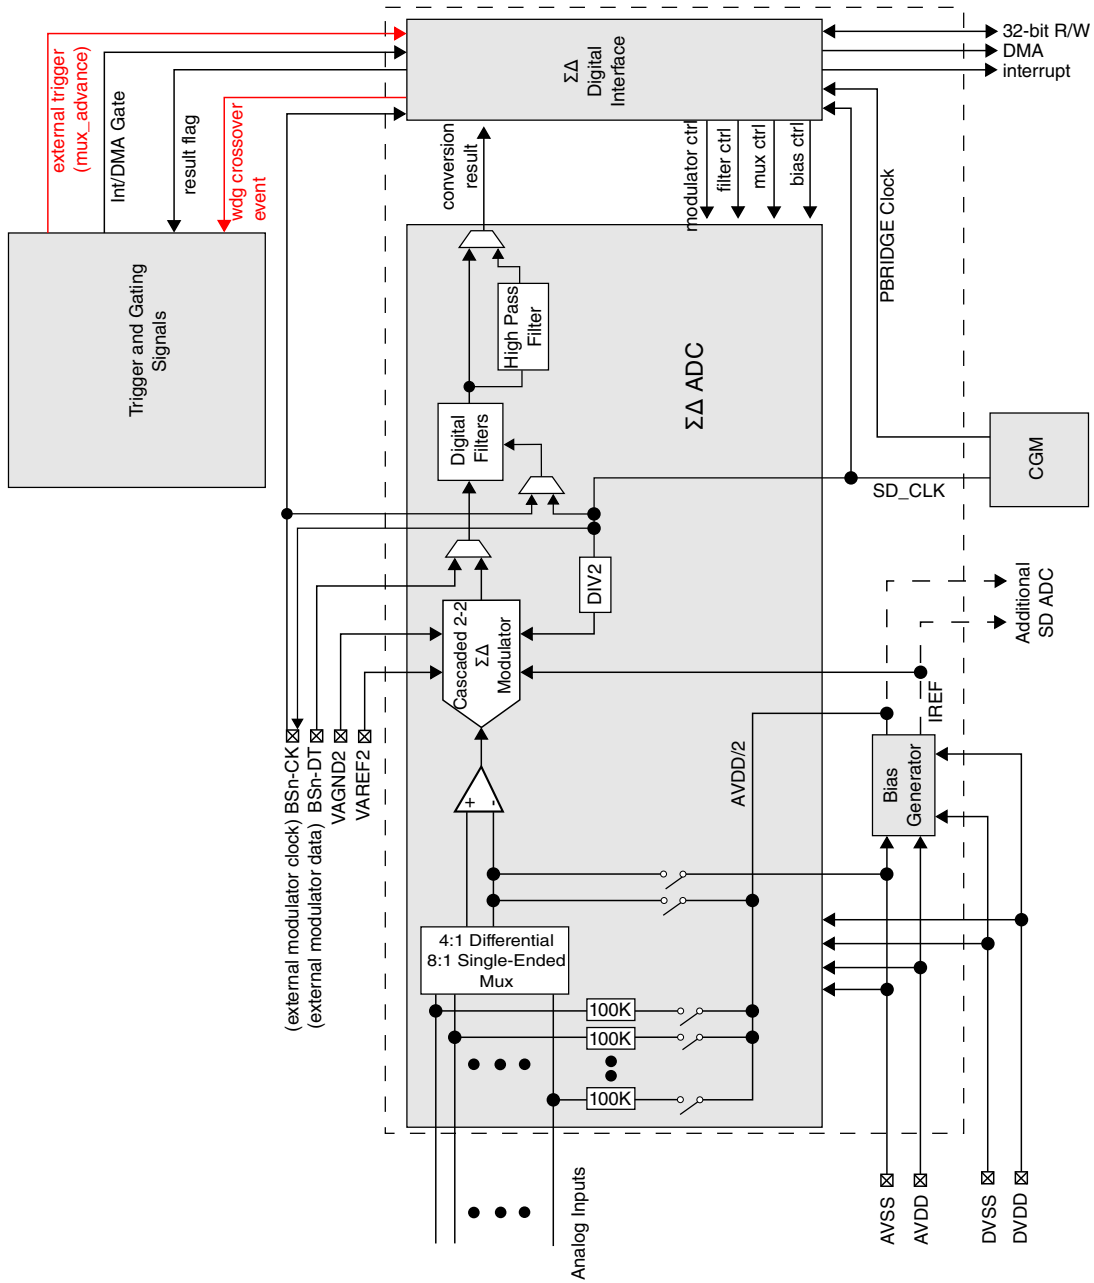 32-bit R/W
DMA
interrupt
ΣΔ
Digital
Interface
external trigger
(mux_advance)
Int/DMA Gate
result flag
wdg crossover
event
conversion
result
modulator ctrl
filter ctrl
mux ctrl
bias ctrl
Trigger and Gating
Signals
PBRIDGE Clock
High Pass
Filter
ΣΔ ADC
Digital
Filters
CGM
SD_CLK
DIV2
Cascaded 2-2
ΣΔ
Modulator
Additional
SD ADC
IREF
(external modulator clock) BSn-CK
(external modulator data) BSn-DT
VAGND2
VAREF2
+
-
AVDD/2
Bias
Generator
4:1 Differential
8:1 Single-Ended
Mux
100K
100K
100K
Analog Inputs
AVSS
AVDD
DVSS
DVDD